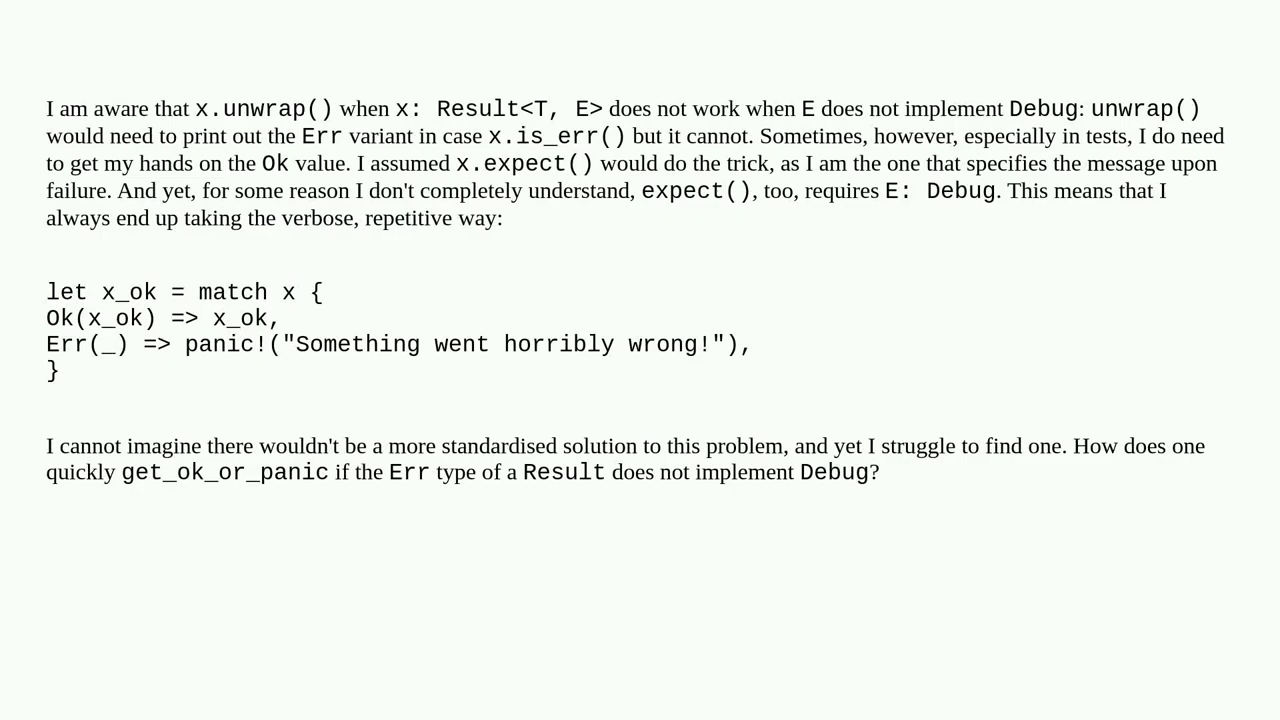 I am aware that x.unwrap() when x: Result<T, E> does not work when E does not implement Debug: unwrap()
would need to print out the Err variant in case x.is_err() but it cannot. Sometimes, however, especially in tests, I do need
to get my hands on the Ok value. I assumed x.expect() would do the trick, as I am the one that specifies the message upon
failure. And yet, for some reason I don't completely understand, expect(), too, requires E: Debug. This means that I
always end up taking the verbose, repetitive way:
let x_ok = match x {
Ok(x_ok) => x_ok,
Err(_) => panic!("Something went horribly wrong!"),
}
I cannot imagine there wouldn't be a more standardised solution to this problem, and yet I struggle to find one. How does one
quickly get_ok_or_panic if the Err type of a Result does not implement Debug?